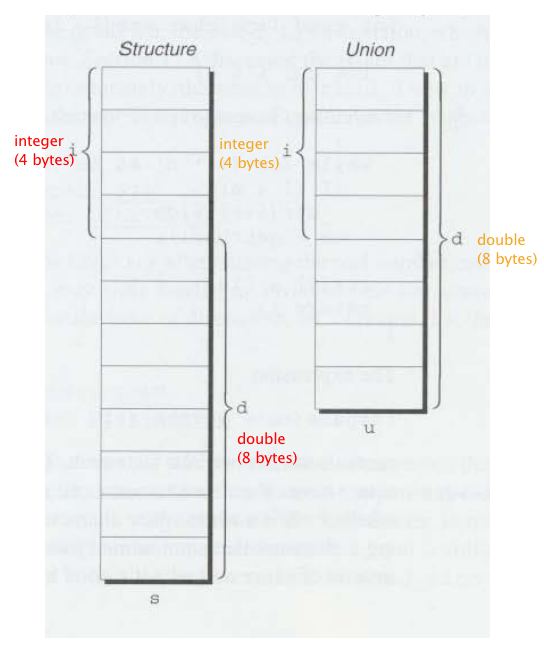 Structure
Union
integer
(4 bytes)
i
integer
(4 bytes)
i
d
double
(8 bytes)
d
double
(8 bytes)
u
s